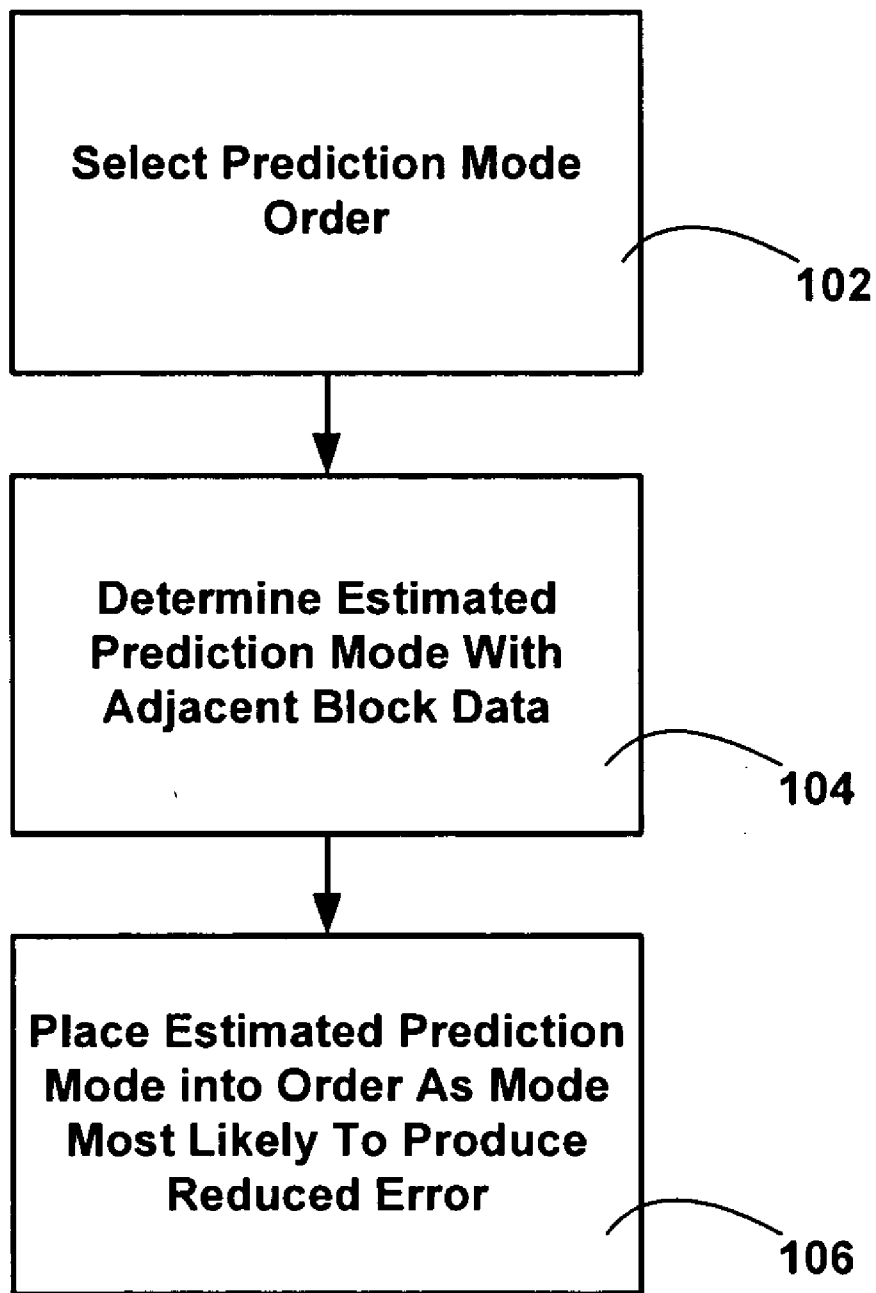 Select Prediction Mode
Order
102
Determine Estimated
Prediction Mode With
Adjacent Block Data
104
Place Estimated Prediction
Mode into Order As Mode
Most Likely To Produce
Reduced Error
106